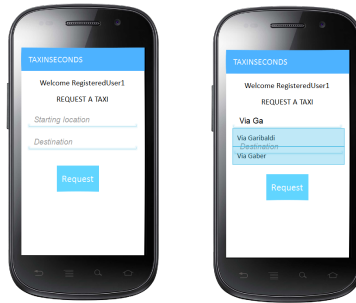 TAXINSECONDS
Welcome RegisteredUser1
REQUEST A TAXI
Starting location
Destination
Request
TAXINSECONDS
Welcome RegisteredUser1
REQUEST A TAXI
Via Ga
Via Garibaldi
Destination
Via Gaber
Request